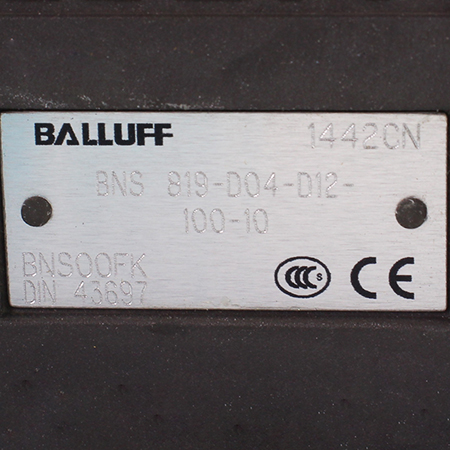 BALLUFF 1442CN
BNS 819-D04-D12-
100-10
BNS00FK
DIN 43697
CCC S CE